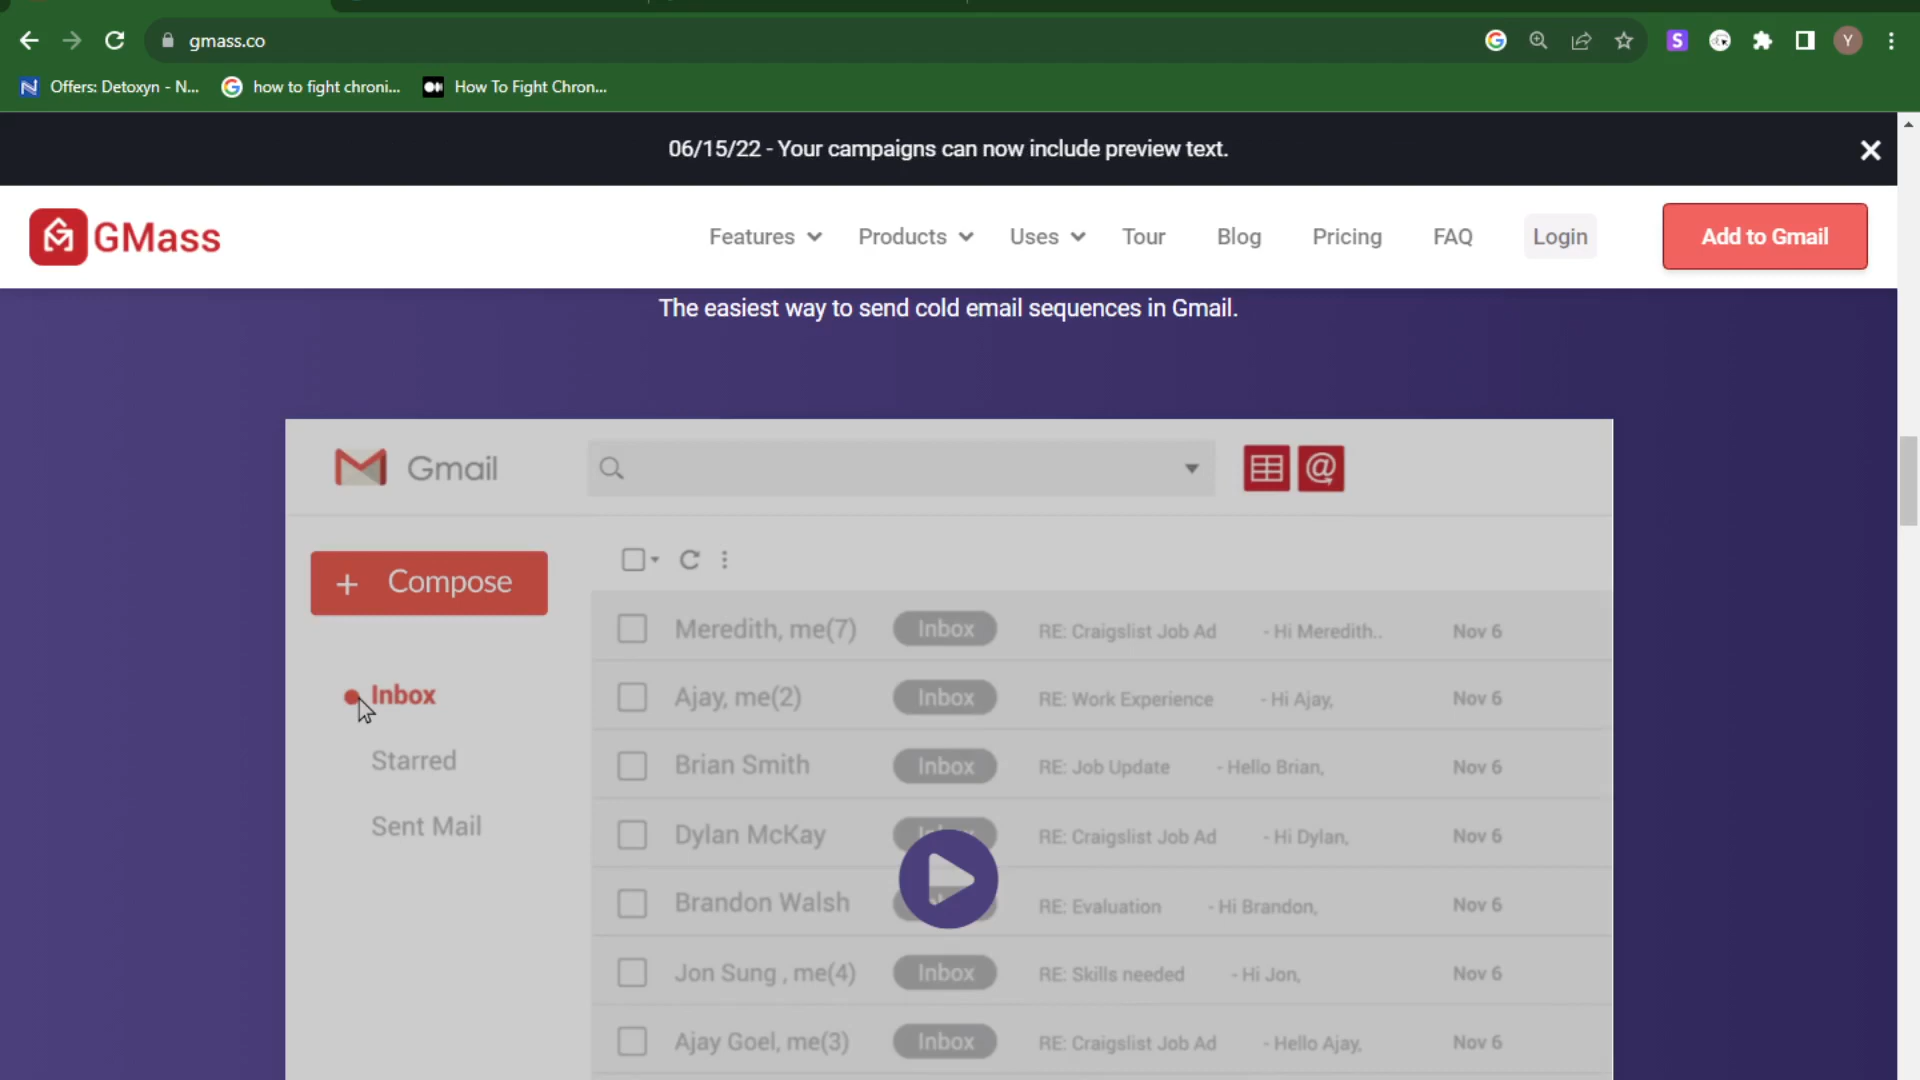 gmass.co
S
Y
Offers: Detoxyn - N...
how to fight chroni...
How To Fight Chron...
06/15/22 - Your campaigns can now include preview text.
GMass
Features
Products
Uses
Tour
Blog
Pricing
FAQ
Login
Add to Gmail
The easiest way to send cold email sequences in Gmail.
Gmail
+ Compose
Inbox
Starred
Sent Mail
Meredith, me(7) Inbox RE: Craigslist Job Ad - Hi Meredith.. Nov 6
Ajay, me(2) Inbox RE: Work Experience - Hi Ajay, Nov 6
Brian Smith Inbox RE: Job Update - Hello Brian, Nov 6
Dylan McKay RE: Craigslist Job Ad - Hi Dylan, Nov 6
Brandon Walsh RE: Evaluation - Hi Brandon, Nov 6
Jon Sung , me(4) Inbox RE: Skills needed - Hi Jon, Nov 6
Ajay Goel, me(3) Inbox RE: Craigslist Job Ad - Hello Ajay, Nov 6